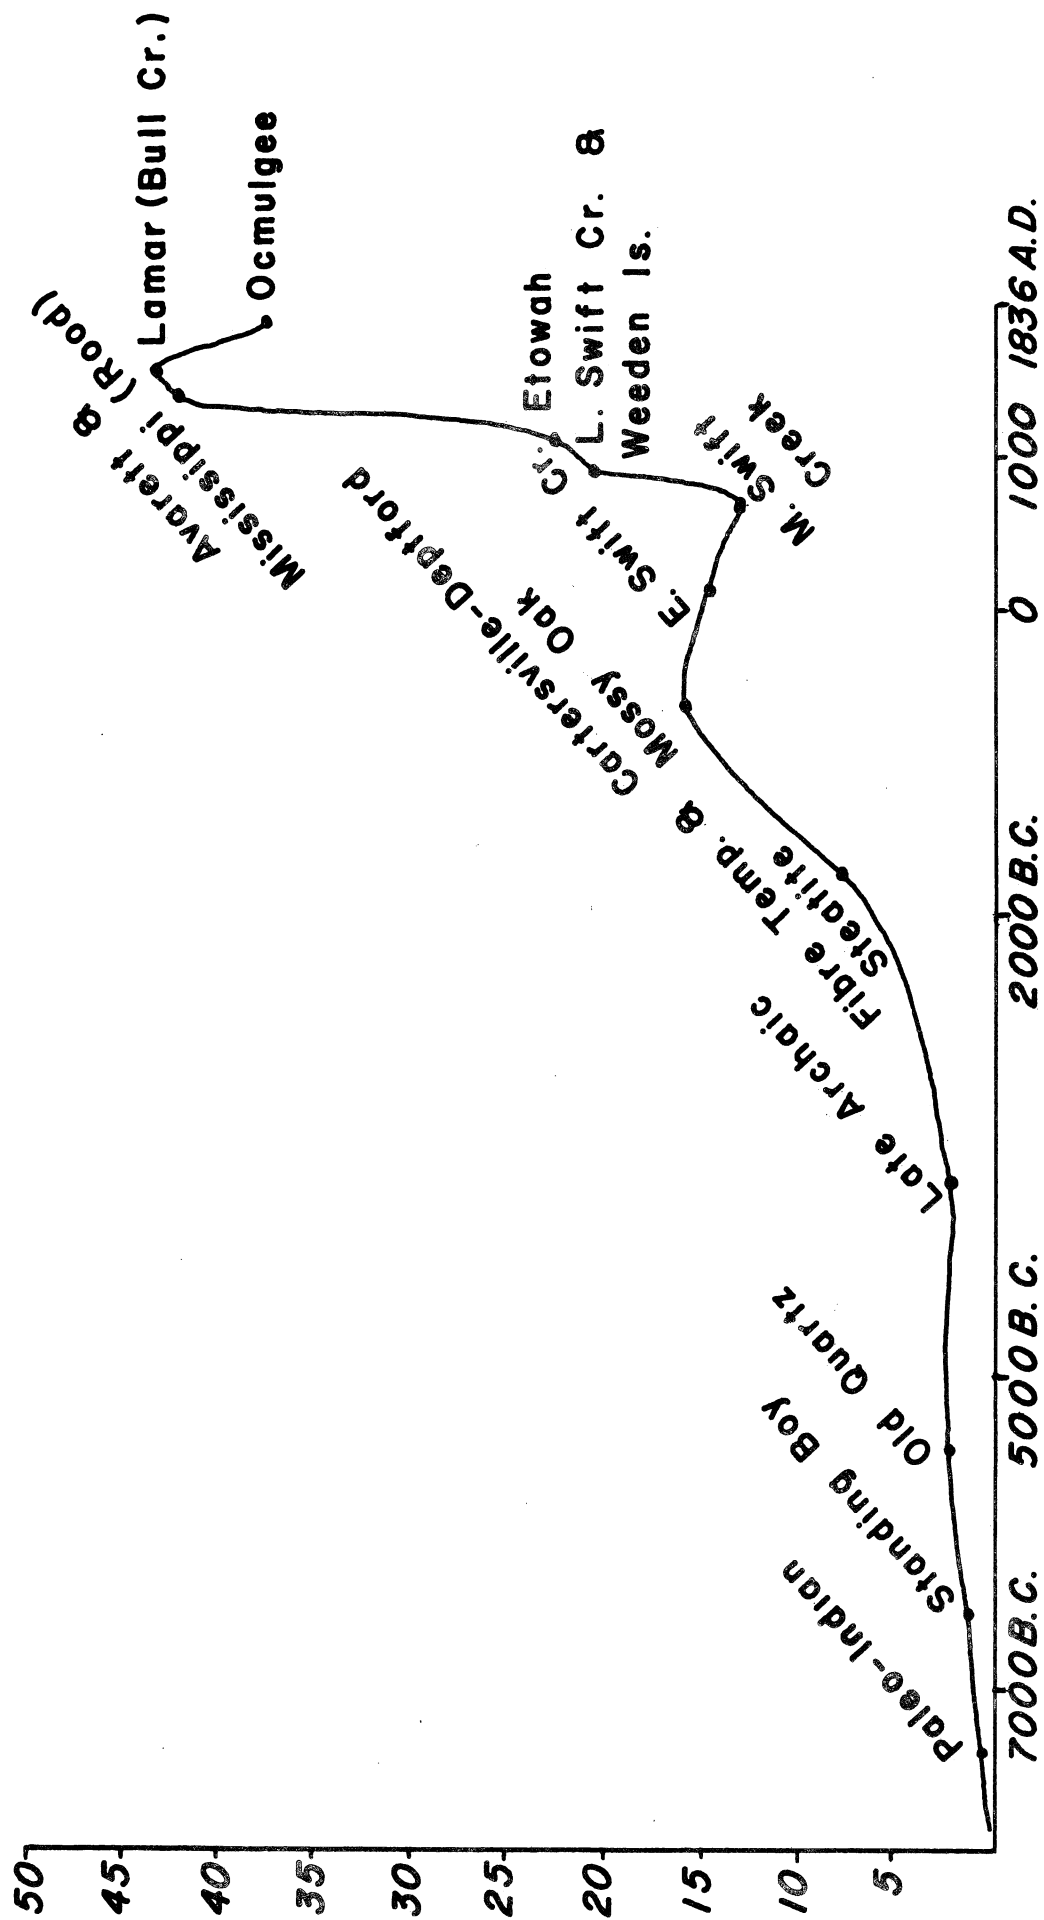 50
45
40
35
30
25
20
15
10
5
Paleo-Indian
Standing Boy
Old Quartz
Late Archaic
Fibre Temp. &
Steatite
Mossy Oak
Cartersville-Deptford
E. Swift Cr.
M. Swift
Creek
L. Swift Cr. &
Weeden Is.
Etowah
Avarett &
Mississippi (Rood)
Lamar (Bull Cr.)
Ocmulgee
7000 B.C.
5000 B.C.
2000 B.C.
0
1000
1836 A.D.